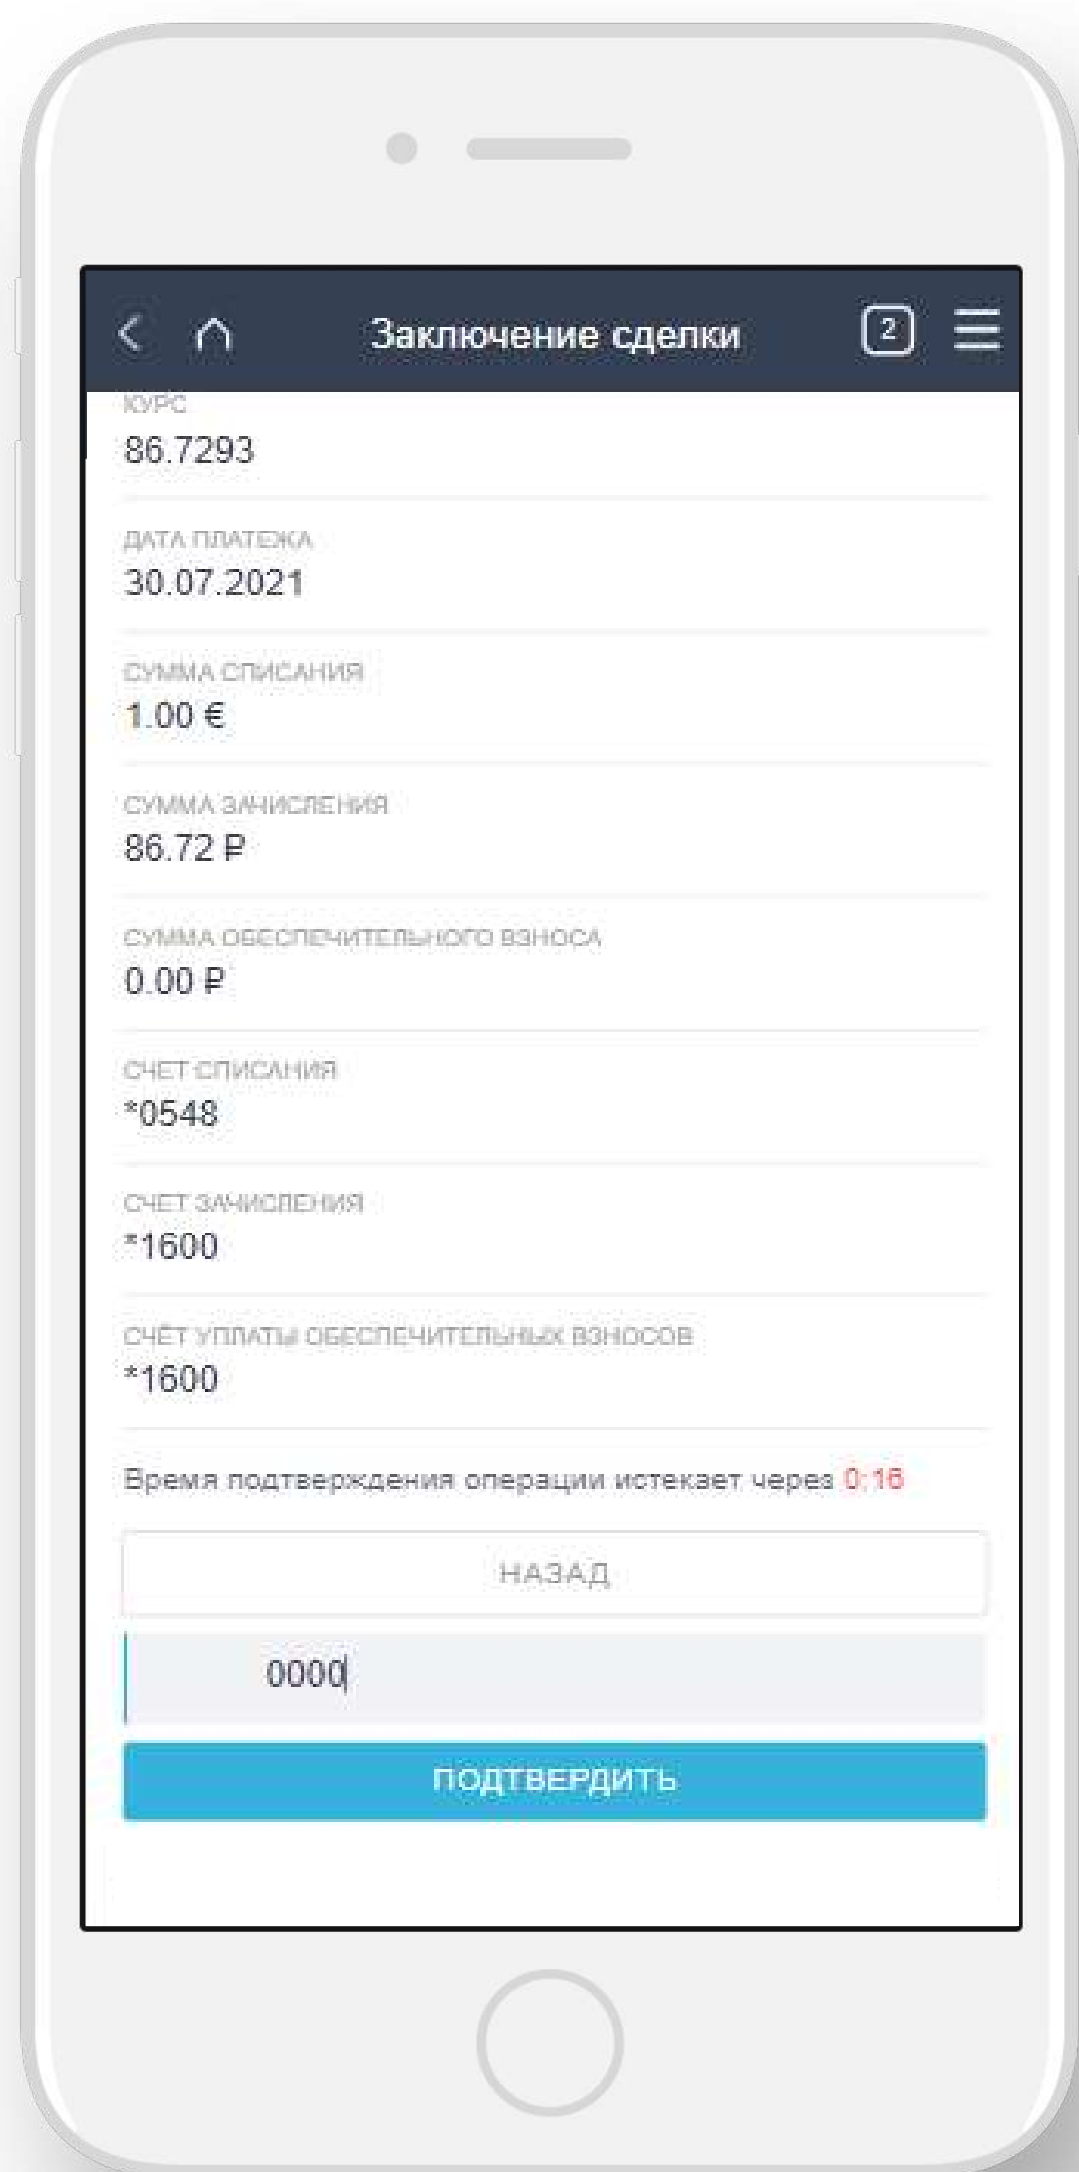 Заключение сделки
2
КУРС
86.7293
ДАТА ПЛАТЕЖА
30.07.2021
СУММА СПИСАНИЯ
1.00 €
СУММА ЗАЧИСЛЕНИЯ
86.72 ₽
СУММА ОБЕСПЕЧИТЕЛЬНОГО ВЗНОСА
0.00 ₽
СЧЕТ СПИСАНИЯ
*0548
СЧЕТ ЗАЧИСЛЕНИЯ
*1600
СЧЁТ УПЛАТЫ ОБЕСПЕЧИТЕЛЬНЫХ ВЗНОСОВ
*1600
Время подтверждения операции истекает через 0:16
НАЗАД
0000
ПОДТВЕРДИТЬ